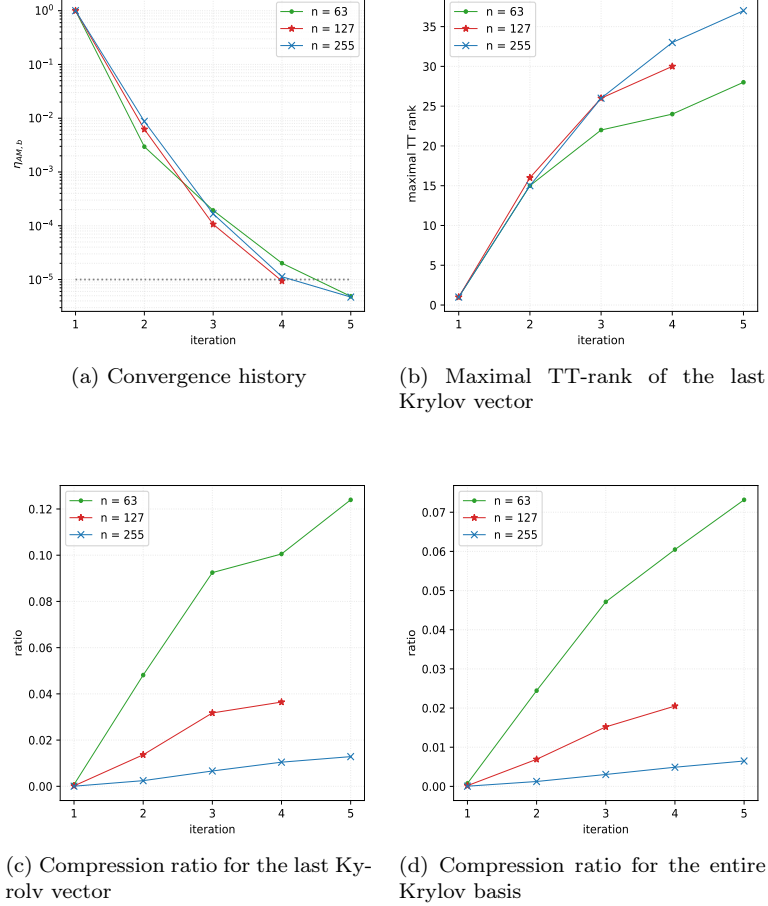 10⁰
10⁻¹
10⁻²
10⁻³
10⁻⁴
10⁻⁵
η_{AM,b}
n = 63
n = 127
n = 255
1 2 3 4 5
iteration
(a) Convergence history
35
30
25
20
15
10
5
0
maximal TT rank
n = 63
n = 127
n = 255
1 2 3 4 5
iteration
(b) Maximal TT-rank of the last
Krylov vector
0.12
0.10
0.08
0.06
0.04
0.02
0.00
ratio
n = 63
n = 127
n = 255
1 2 3 4 5
iteration
(c) Compression ratio for the last Ky-
rolv vector
0.07
0.06
0.05
0.04
0.03
0.02
0.01
0.00
ratio
n = 63
n = 127
n = 255
1 2 3 4 5
iteration
(d) Compression ratio for the entire
Krylov basis